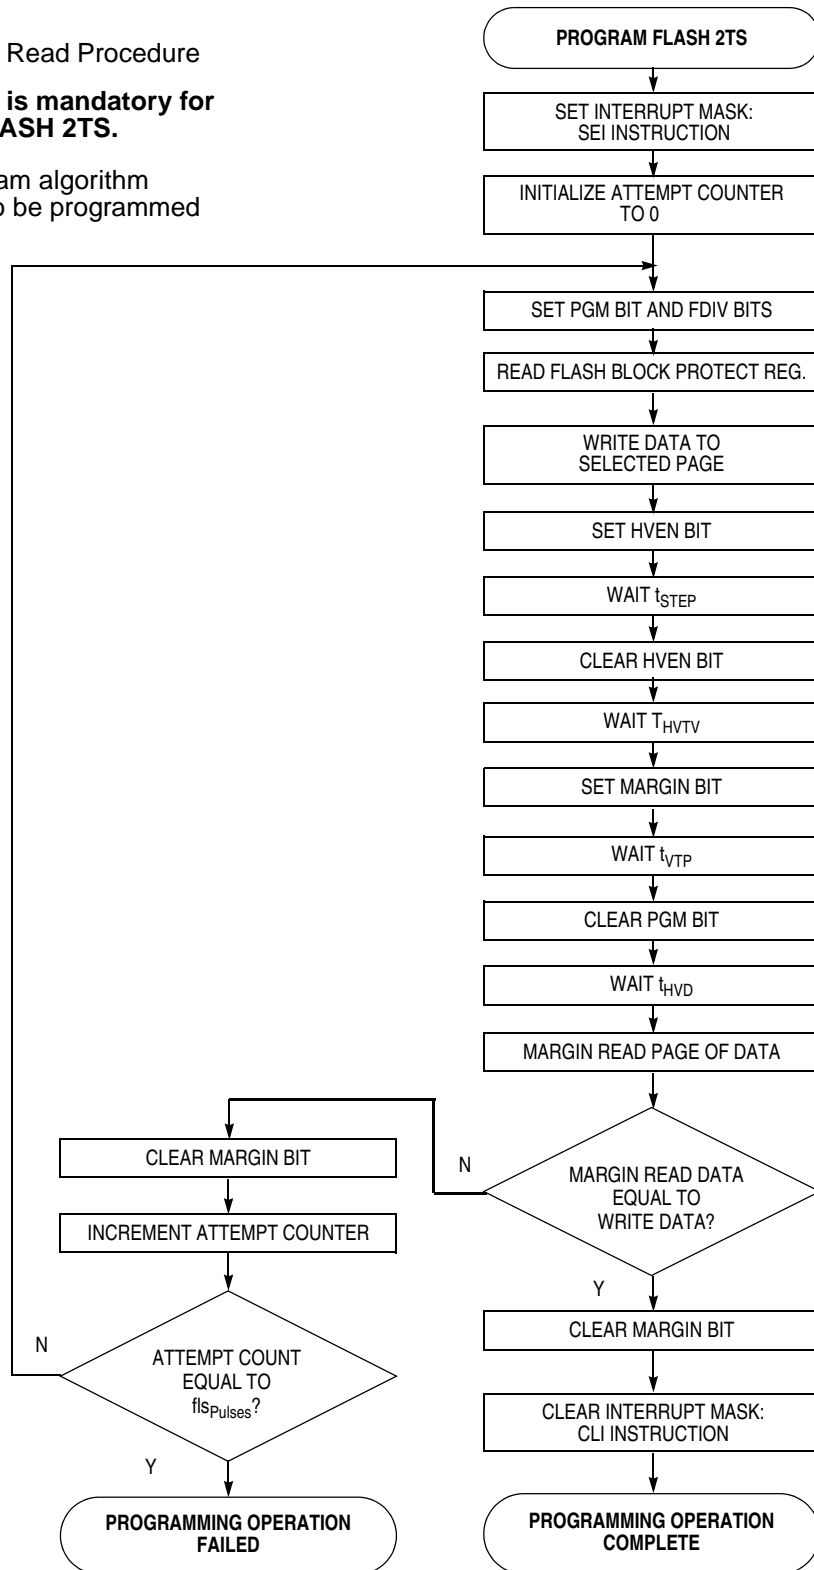 Read Procedure
is mandatory for
LASH 2TS.
am algorithm
o be programmed
PROGRAM FLASH 2TS
SET INTERRUPT MASK:
SEI INSTRUCTION
INITIALIZE ATTEMPT COUNTER
TO 0
SET PGM BIT AND FDIV BITS
READ FLASH BLOCK PROTECT REG.
WRITE DATA TO
SELECTED PAGE
SET HVEN BIT
WAIT tSTEP
CLEAR HVEN BIT
WAIT THVTV
SET MARGIN BIT
WAIT tVTP
CLEAR PGM BIT
WAIT tHVD
MARGIN READ PAGE OF DATA
MARGIN READ DATA
EQUAL TO
WRITE DATA?
N
CLEAR MARGIN BIT
INCREMENT ATTEMPT COUNTER
ATTEMPT COUNT
EQUAL TO
flsPulses?
N
Y
PROGRAMMING OPERATION
FAILED
Y
CLEAR MARGIN BIT
CLEAR INTERRUPT MASK:
CLI INSTRUCTION
PROGRAMMING OPERATION
COMPLETE